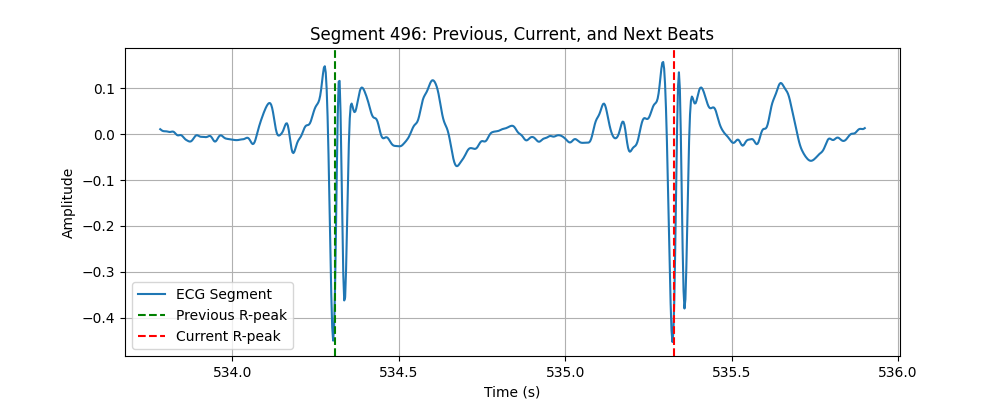 Segment 496: Previous, Current, and Next Beats
Amplitude
0.1
0.0
−0.1
−0.2
−0.3
−0.4
ECG Segment
Previous R-peak
Current R-peak
534.0 534.5 535.0 535.5 536.0
Time (s)